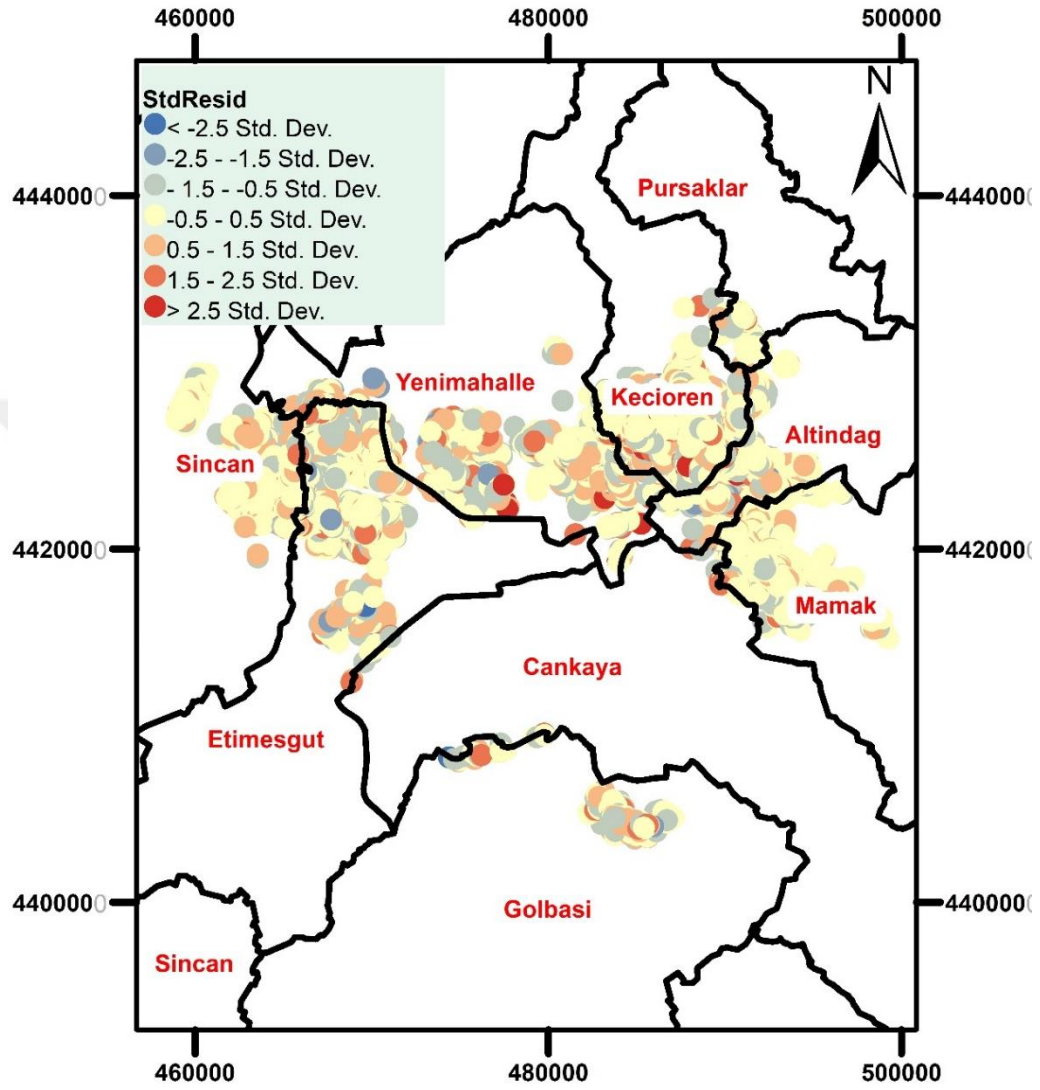 460000 480000 500000
StdResid
< -2.5 Std. Dev.
-2.5 - -1.5 Std. Dev.
- 1.5 - -0.5 Std. Dev.
-0.5 - 0.5 Std. Dev.
0.5 - 1.5 Std. Dev.
1.5 - 2.5 Std. Dev.
> 2.5 Std. Dev.
N
Pursaklar
4440000 4440000
Yenimahalle
Kecioren
Altindag
Sincan
4420000 4420000
Mamak
Cankaya
Etimesgut
4400000 4400000
Golbasi
Sincan
460000 480000 500000